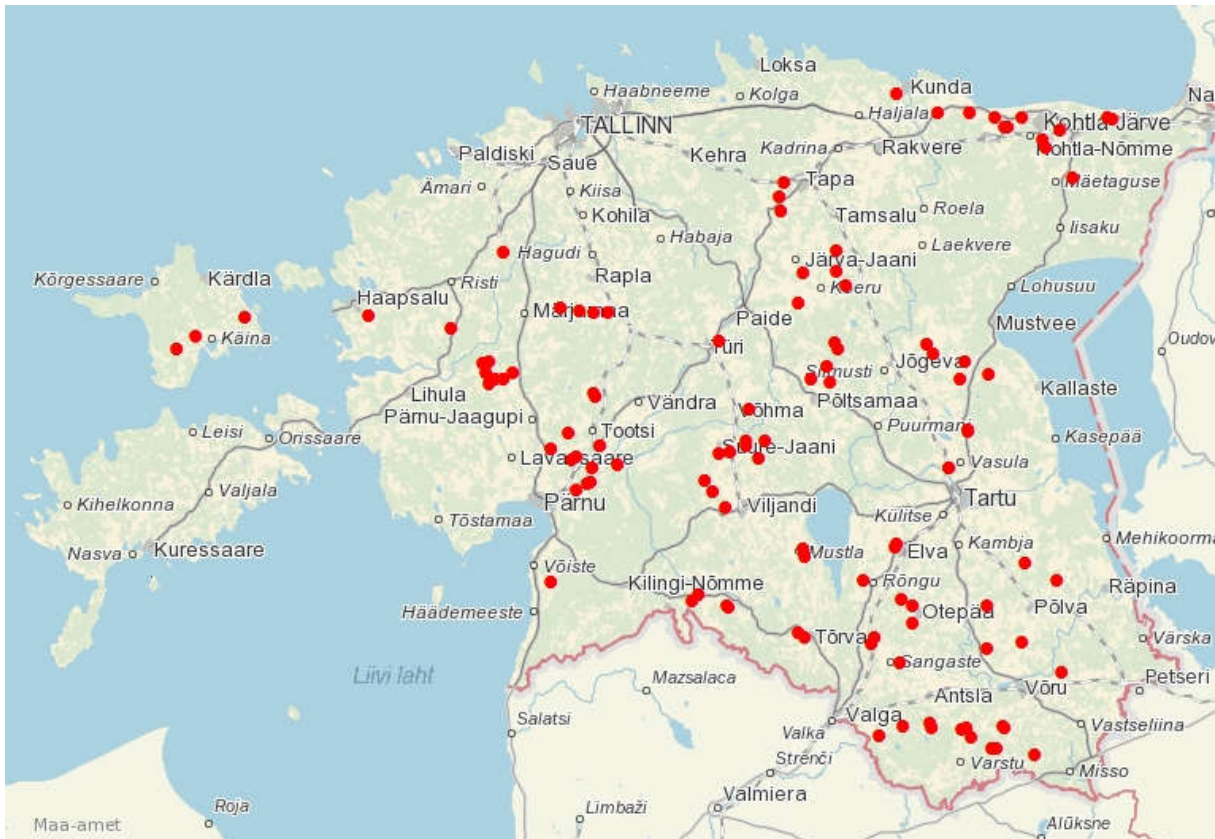 Loksa
Haabneeme
Kolga
Kunda
Haljala
Na
TALLINN
Kohtla-Järve
Paldiski
Saue
Kehra
Kadrina
Rakvere
Kohtla-Nõmme
Ämari
Kiisa
Tapa
Mäetaguse
Kohila
Tamsalu
Roela
Iisaku
Habaja
Hagudi
Laekvere
Järva-Jaani
Kõrgessaare
Kärdla
Risti
Rapla
Koeru
Lohusuu
Haapsalu
Märjamaa
Paide
Mustvee
Käina
Türi
Oudow
Jõgeva
Siimusti
Lihula
Kallaste
Pärnu-Jaagupi
Vändra
Võhma
Põltsamaa
Leisi
Orissaare
Tootsi
Puurmani
Kasepää
Suure-Jaani
Lavassaare
Vasula
Valjala
Kihelkonna
Pärnu
Viljandi
Tartu
Tõstamaa
Külitse
Nasva
Kuressaare
Mustla
Elva
Kambja
Mehikoorma
Võiste
Kilingi-Nõmme
Rõngu
Räpina
Häädemeeste
Otepää
Põlva
Tõrva
Värska
Liivi laht
Sangaste
Mazsalaca
Antsla
Võru
Petseri
Salatsi
Valka
Valga
Vastseliina
Strenči
Varstu
Misso
Roja
Limbaži
Valmiera
Maa-amet
Alūksne